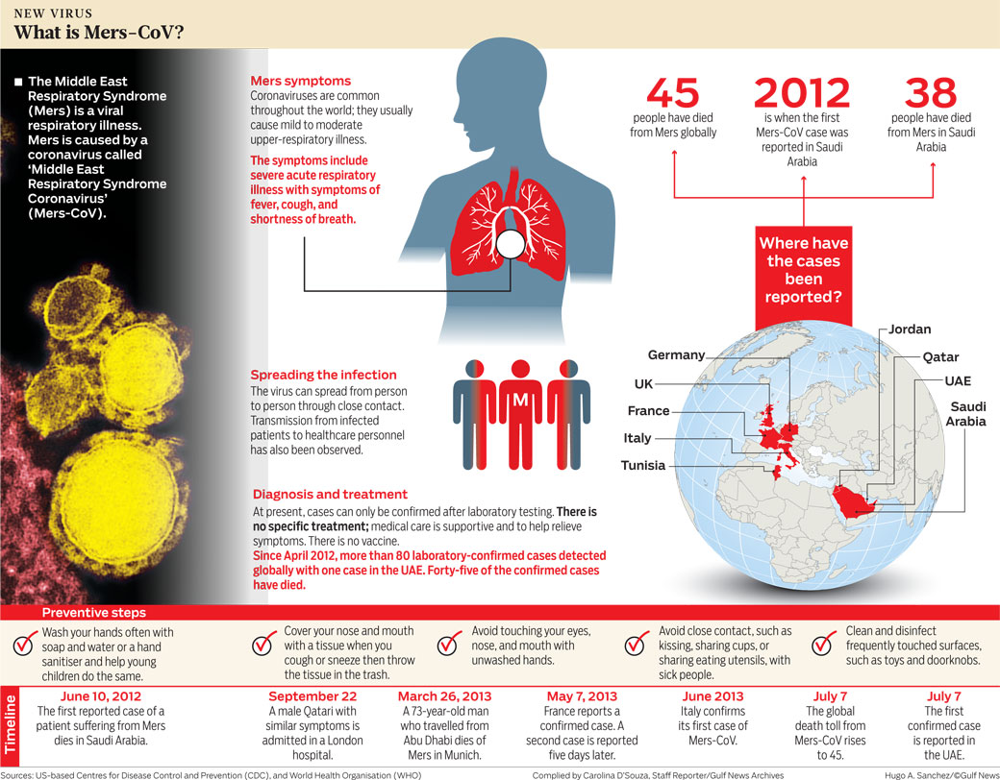 NEW VIRUS
What is Mers-CoV?
■ The Middle East
Respiratory Syndrome
(Mers) is a viral
respiratory illness.
Mers is caused by a
coronavirus called
‘Middle East
Respiratory Syndrome
Coronavirus’
(Mers-CoV).
Mers symptoms
Coronaviruses are common
throughout the world; they usually
cause mild to moderate
upper-respiratory illness.
The symptoms include
severe acute respiratory
illness with symptoms of
fever, cough, and
shortness of breath.
45
people have died
from Mers globally
2012
is when the first
Mers-CoV case was
reported in Saudi
Arabia
38
people have died
from Mers in Saudi
Arabia
Where have
the cases
been
reported?
Germany
UK
France
Italy
Tunisia
Jordan
Qatar
UAE
Saudi
Arabia
Spreading the infection
The virus can spread from person
to person through close contact.
Transmission from infected
patients to healthcare personnel
has also been observed.
M
Diagnosis and treatment
At present, cases can only be confirmed after laboratory testing. There is
no specific treatment; medical care is supportive and to help relieve
symptoms. There is no vaccine.
Since April 2012, more than 80 laboratory-confirmed cases detected
globally with one case in the UAE. Forty-five of the confirmed cases
have died.
Preventive steps
Wash your hands often with
soap and water or a hand
sanitiser and help young
children do the same.
Cover your nose and mouth
with a tissue when you
cough or sneeze then throw
the tissue in the trash.
Avoid touching your eyes,
nose, and mouth with
unwashed hands.
Avoid close contact, such as
kissing, sharing cups, or
sharing eating utensils, with
sick people.
Clean and disinfect
frequently touched surfaces,
such as toys and doorknobs.
Timeline
June 10, 2012
The first reported case of a
patient suffering from Mers
dies in Saudi Arabia.
September 22
A male Qatari with
similar symptoms is
admitted in a London
hospital.
March 26, 2013
A 73-year-old man
who travelled from
Abu Dhabi dies of
Mers in Munich.
May 7, 2013
France reports a
confirmed case. A
second case is reported
five days later.
June 2013
Italy confirms
its first case of
Mers-CoV.
July 7
The global
death toll from
Mers-CoV rises
to 45.
July 7
The first
confirmed case
is reported in
the UAE.
Sources: US-based Centres for Disease Control and Prevention (CDC), and World Health Organisation (WHO)
Complied by Carolina D'Souza, Staff Reporter/Gulf News Archives
Hugo A. Sanchez/©Gulf News